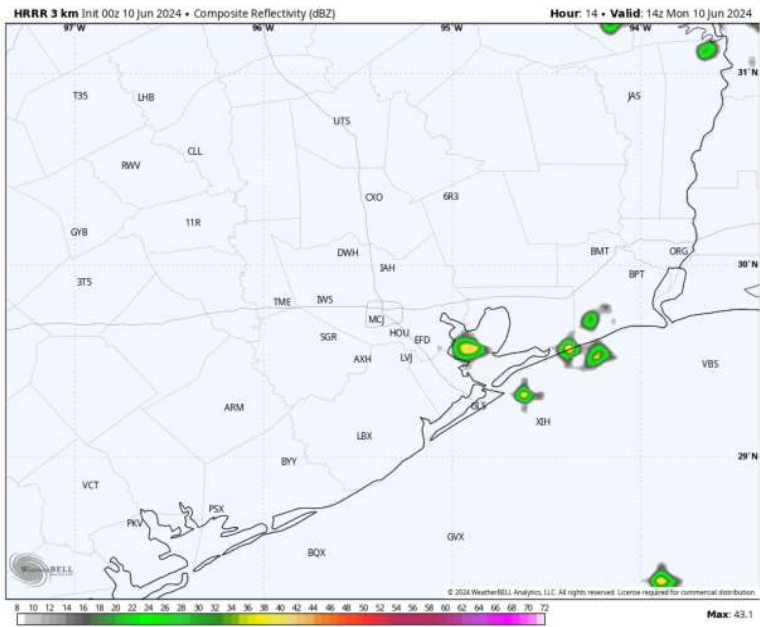 HRRR 3 km Init 00z 10 Jun 2024 • Composite Reflectivity (dBZ) Hour: 14 • Valid: 14z Mon 10 Jun 2024
97°W 96°W 95°W 94°W
31°N
T35 LHB JAS
UTS
CLL
RWV
CXO 6R3
11R
GYB
DWH BMT ORG
IAH 30°N
3T5 BPT
TME IWS
MCJ
SGR HOU EFD
AXH LVJ VBS
ARM GLS
XIH
LBX
BYY 29°N
VCT
PSX
PKV
GVX
BQX
WeatherBELL
© 2024 WeatherBELL Analytics, LLC. All rights reserved. License required for commercial distribution.
8 10 12 14 16 18 20 22 24 26 28 30 32 34 36 38 40 42 44 46 48 50 52 54 56 58 60 62 64 66 68 70 72 Max: 43.1